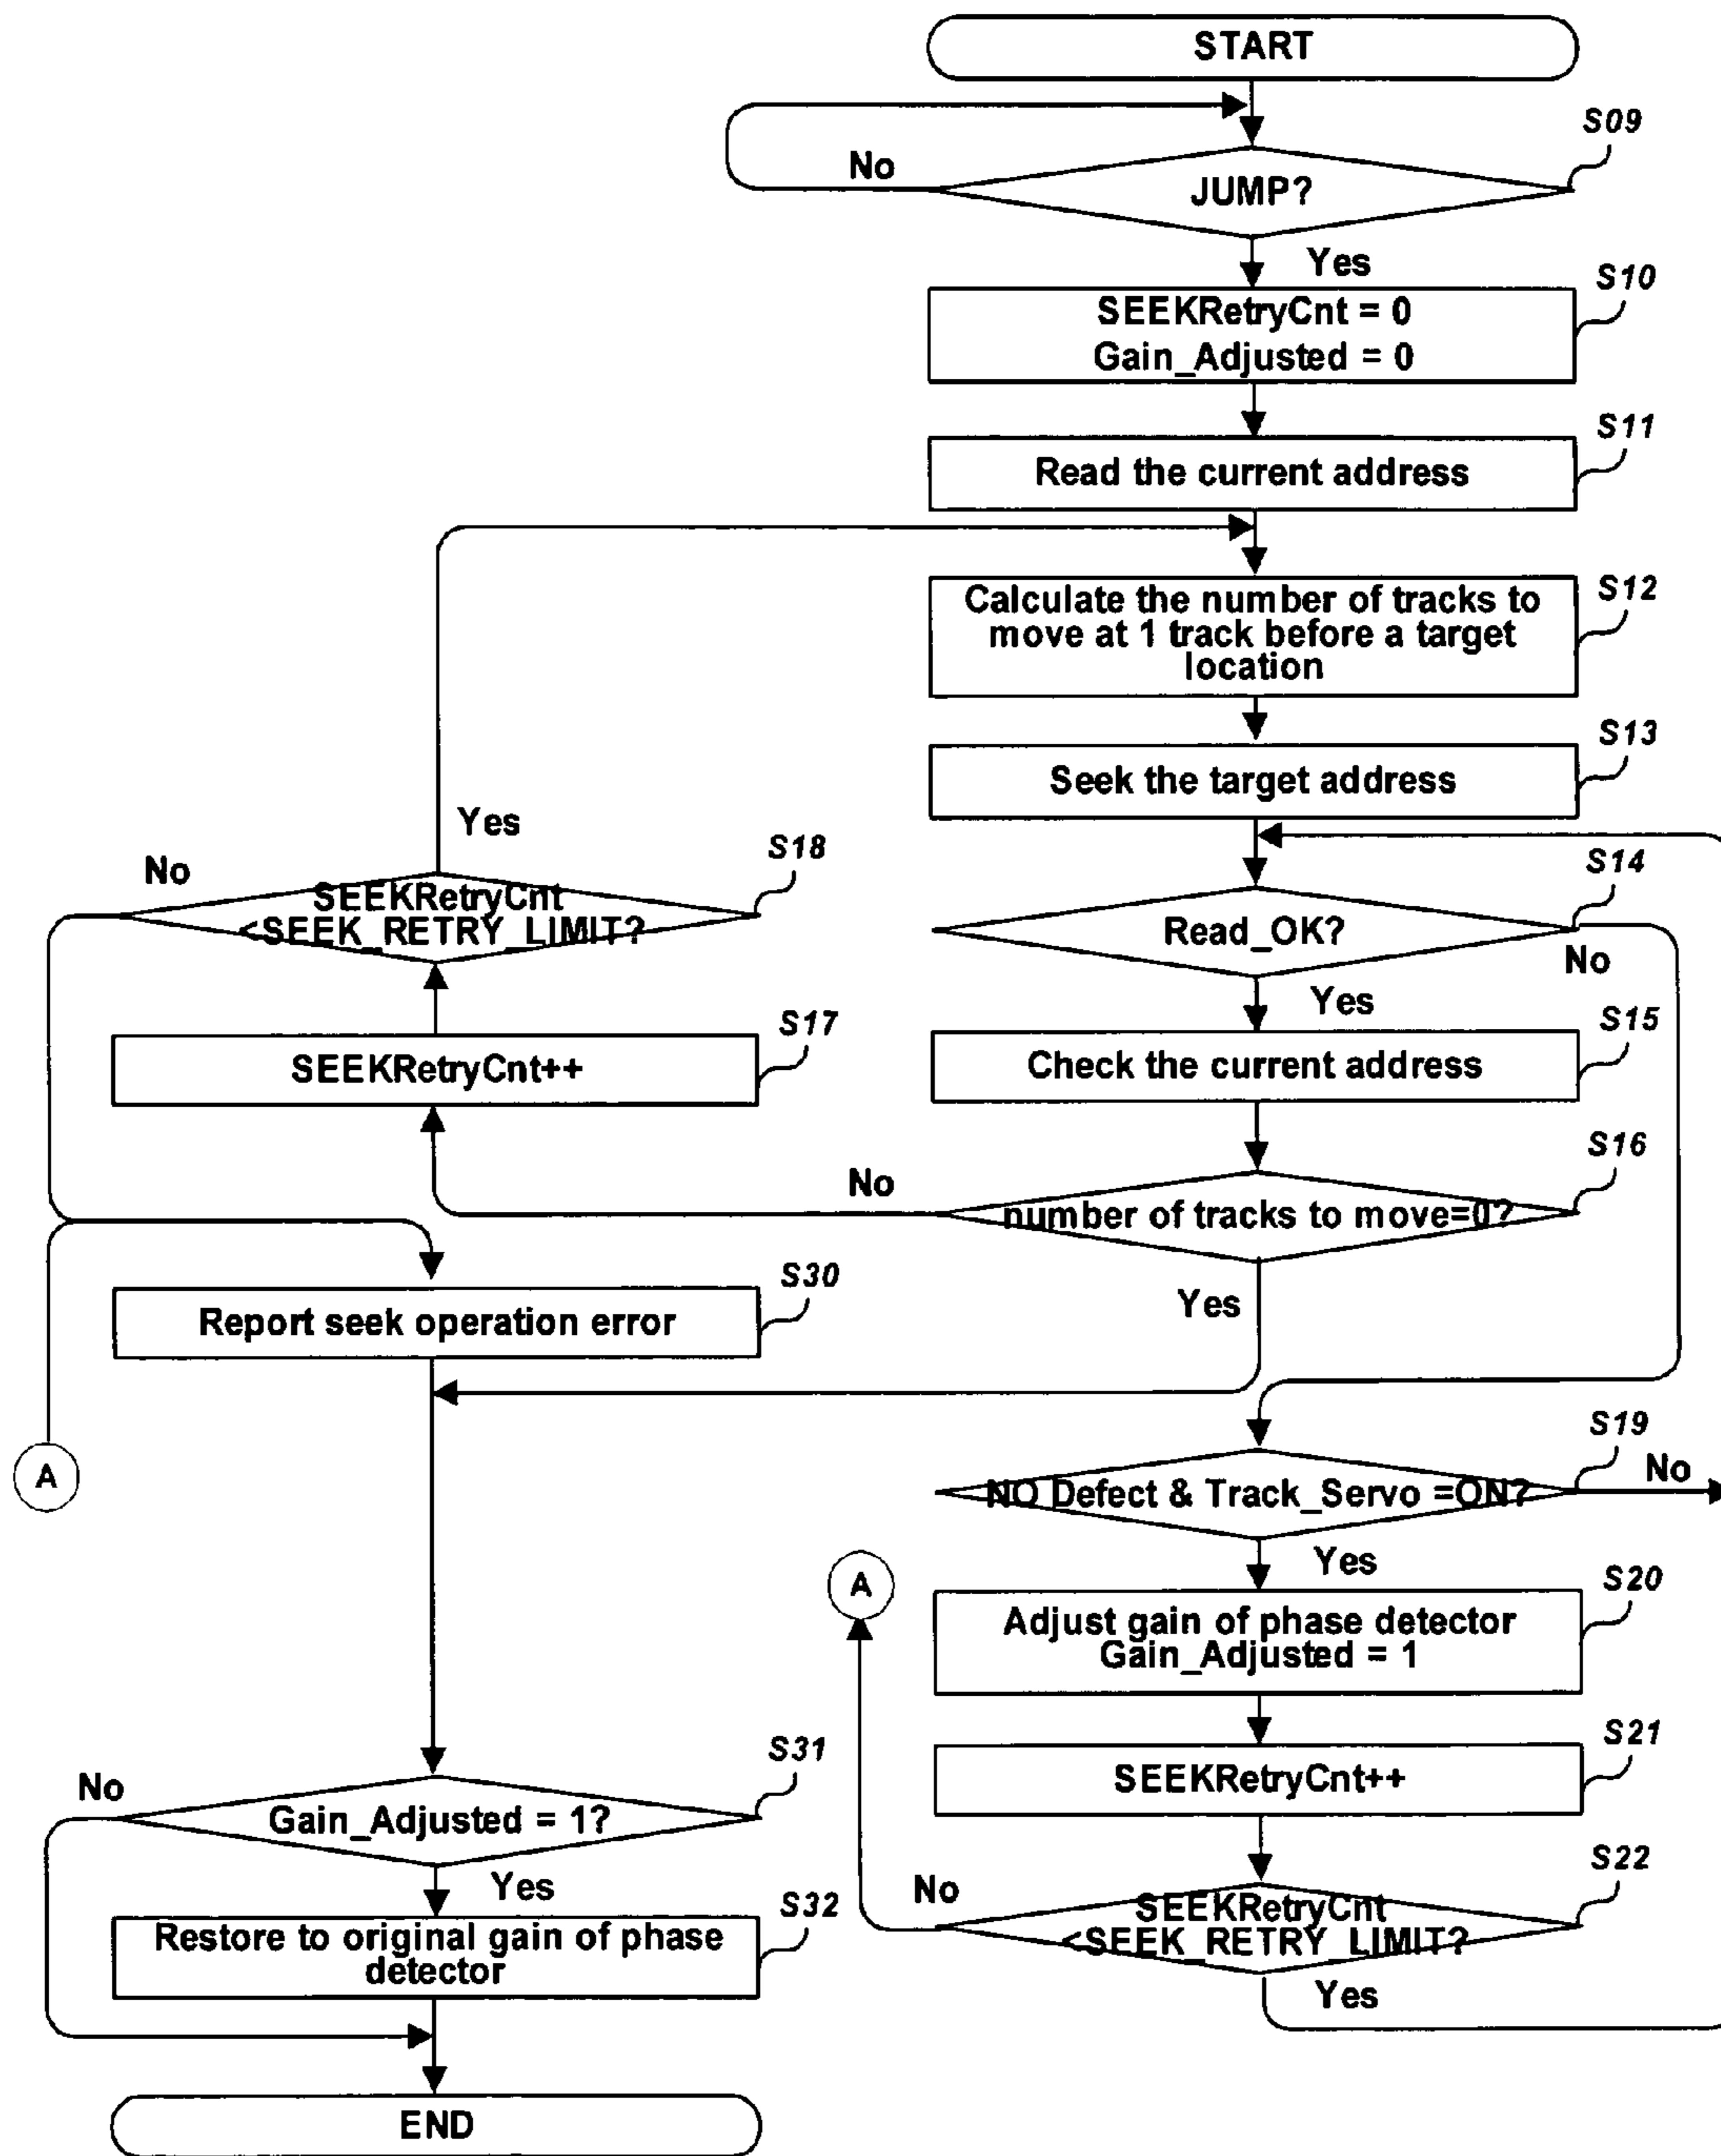 START
S09
No
JUMP?
Yes
S10
SEEKRetryCnt = 0
Gain_Adjusted = 0
S11
Read the current address
S12
Calculate the number of tracks to
move at 1 track before a target
location
S13
Seek the target address
Yes
S18
No
SEEKRetryCnt
<SEEK_RETRY_LIMIT?
S14
Read_OK?
No
Yes
S17
SEEKRetryCnt++
S15
Check the current address
S16
No
number of tracks to move=0?
Yes
S30
Report seek operation error
A
S19
NO Defect & Track_Servo =ON?
No
Yes
A
S20
Adjust gain of phase detector
Gain_Adjusted = 1
S21
SEEKRetryCnt++
S31
No
Gain_Adjusted = 1?
Yes
S22
No
SEEKRetryCnt
<SEEK_RETRY_LIMIT?
Yes
S32
Restore to original gain of phase
detector
END